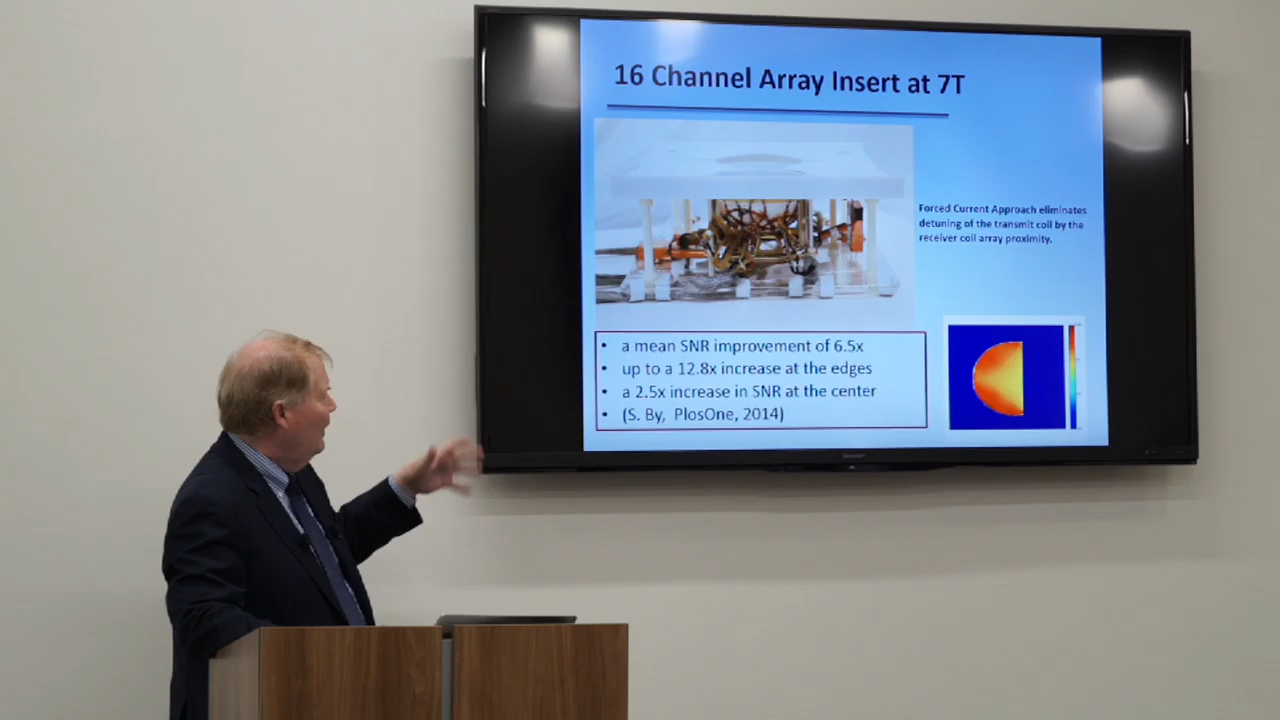 16 Channel Array Insert at 7T
Forced Current Approach eliminates
detuning of the transmit coil by the
receiver coil array proximity.
• a mean SNR improvement of 6.5x
• up to a 12.8x increase at the edges
• a 2.5x increase in SNR at the center
• (S. By, PlosOne, 2014)
SHARP